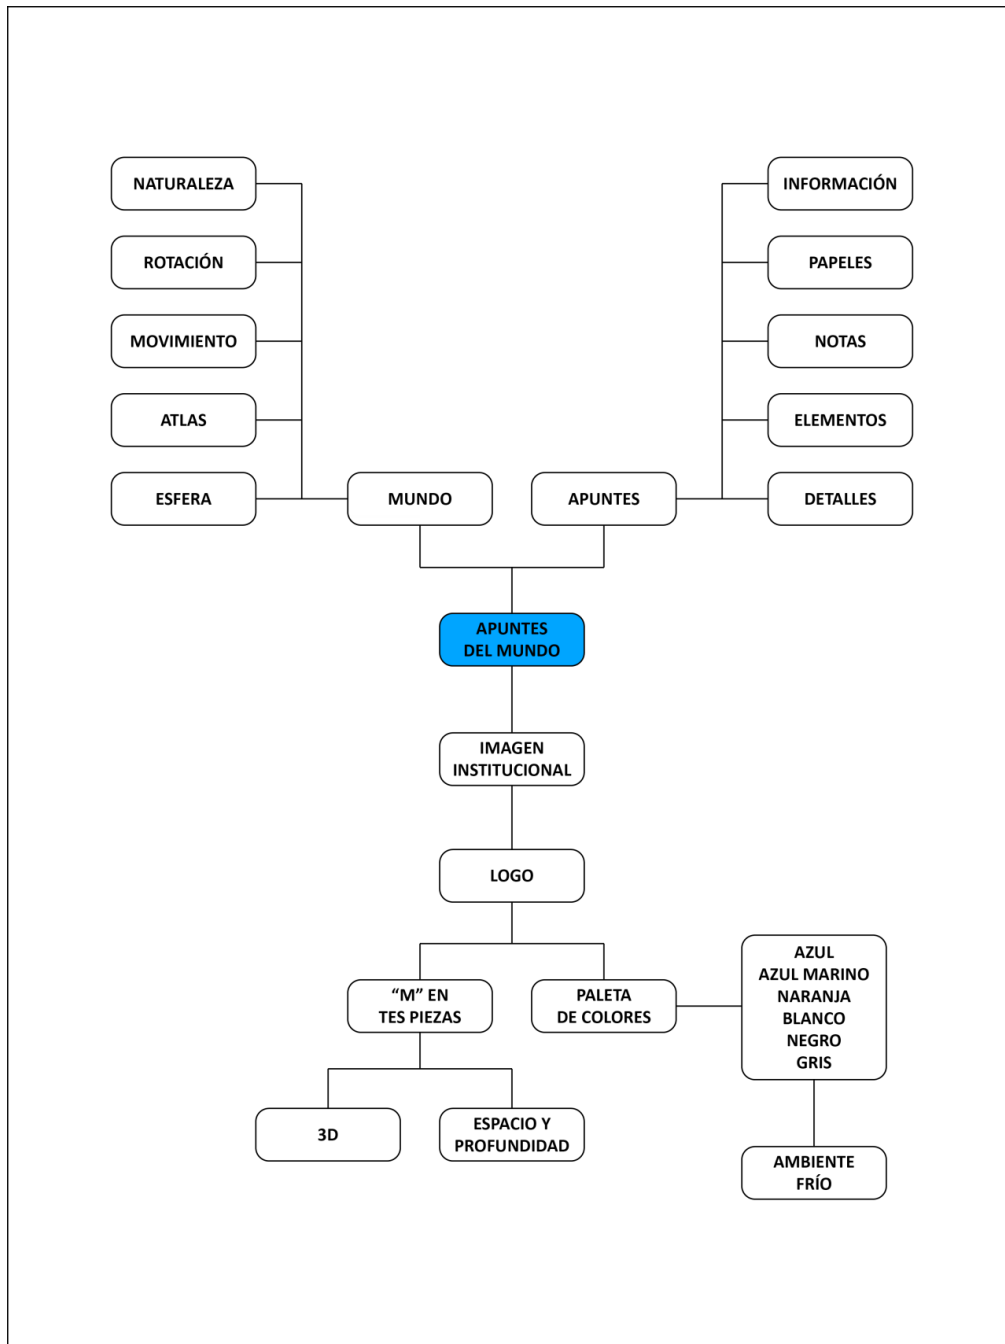 NATURALEZA
ROTACIÓN
MOVIMIENTO
ATLAS
ESFERA
MUNDO
INFORMACIÓN
PAPELES
NOTAS
ELEMENTOS
DETALLES
APUNTES
APUNTES
DEL MUNDO
IMAGEN
INSTITUCIONAL
LOGO
“M” EN
TES PIEZAS
PALETA
DE COLORES
AZUL
AZUL MARINO
NARANJA
BLANCO
NEGRO
GRIS
3D
ESPACIO Y
PROFUNDIDAD
AMBIENTE
FRÍO